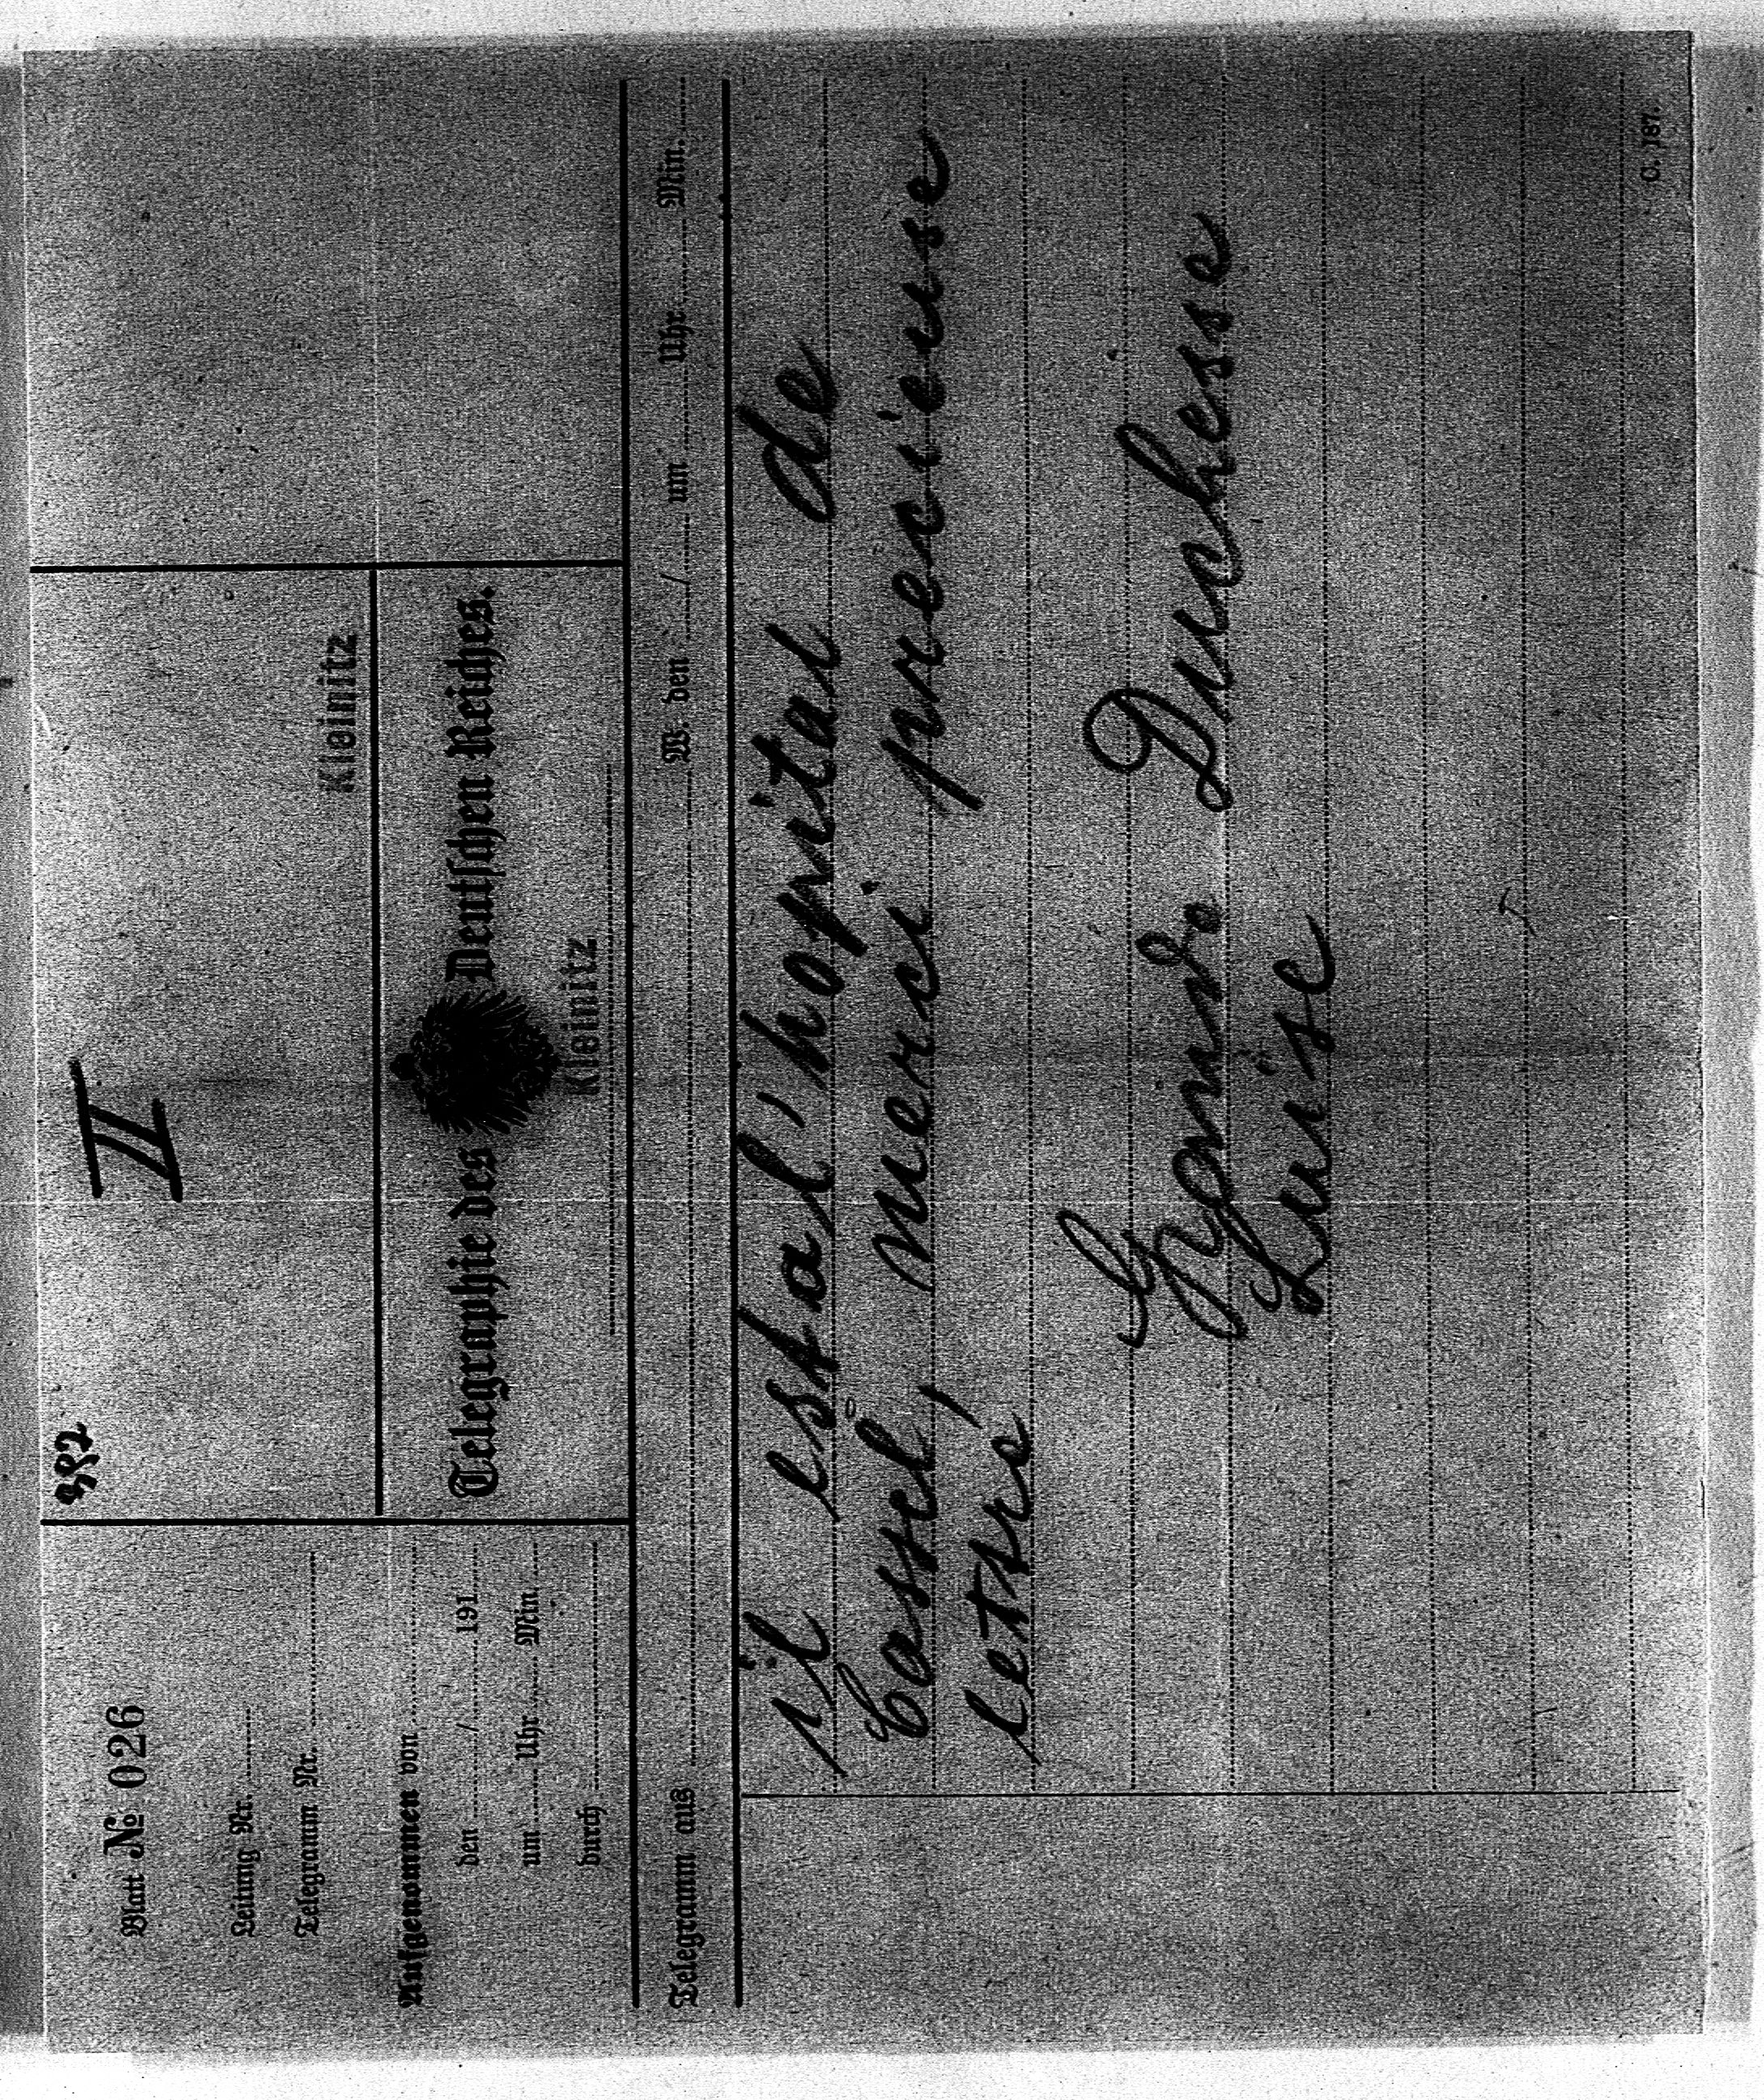 Blatt № 026
382
II
Leitung Nr.
Telegramm Nr.
Kleinitz
Aufgenommen von
den / 191
um Uhr Min.
durch
Telegraphie des Deutschen Reiches.
Kleinitz
Telegramm aus W. den / um Uhr Min.
il est al'hopital de
Cassel, merci precieuse
lettre
Grande Duchesse
Luise
C. 187.